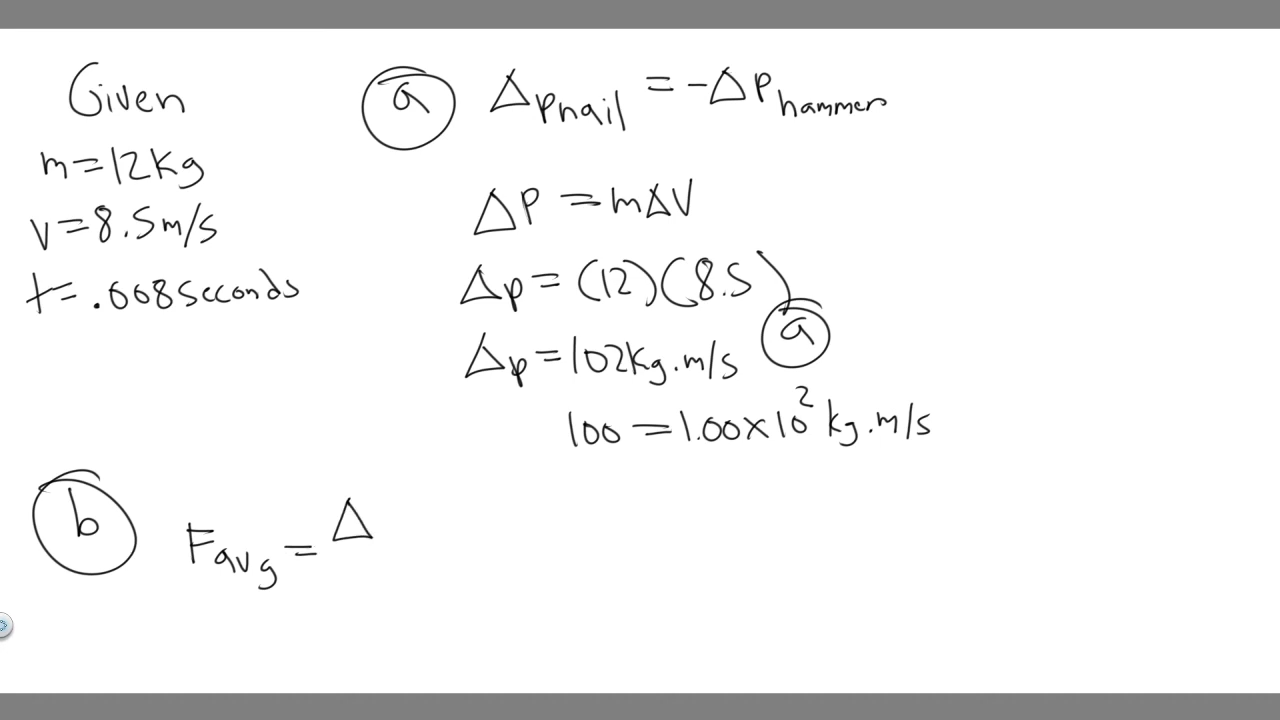 Given
m=12Kg
v=8.5m/s
t=.008seconds
a
ΔPnail = -ΔPhammer
ΔP = mΔV
Δp = (12)(8.5)
Δp = 102kg.m/s a
100 = 1.00x10² kg.m/s
b
Favg = Δ